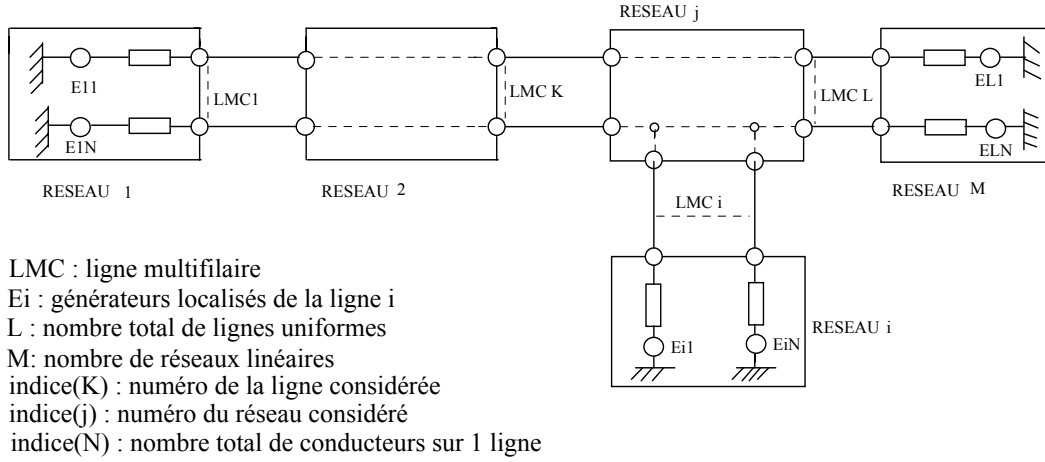 RESEAU j
E11
E1N
LMC1
LMC K
LMC L
EL1
ELN
RESEAU 1
RESEAU 2
RESEAU M
LMC i
Ei1
EiN
RESEAU i
LMC : ligne multifilaire
Ei : générateurs localisés de la ligne i
L : nombre total de lignes uniformes
M: nombre de réseaux linéaires
indice(K) : numéro de la ligne considérée
indice(j) : numéro du réseau considéré
indice(N) : nombre total de conducteurs sur 1 ligne